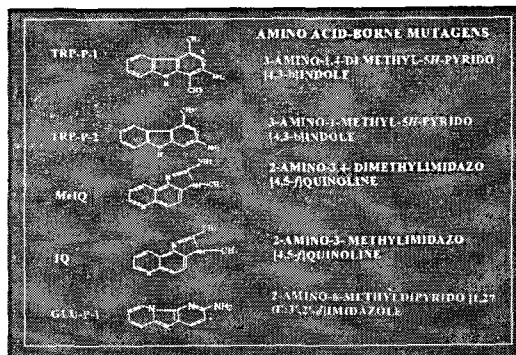 AMINO ACID-BORNE MUTAGENS
TRP-P-1
3-AMINO-1,4-DIMETHYL-5H-PYRIDO
[4,3-b]INDOLE
TRP-P-2
3-AMINO-1-METHYL-5H-PYRIDO
[4,3-b]INDOLE
MeIQ
2-AMINO-3,4- DIMETHYLIMIDAZO
[4,5-f]QUINOLINE
IQ
2-AMINO-3- METHYLIMIDAZO
[4,5-f]QUINOLINE
GLU-P-1
2-AMINO-6-METHYLDIPYRIDO